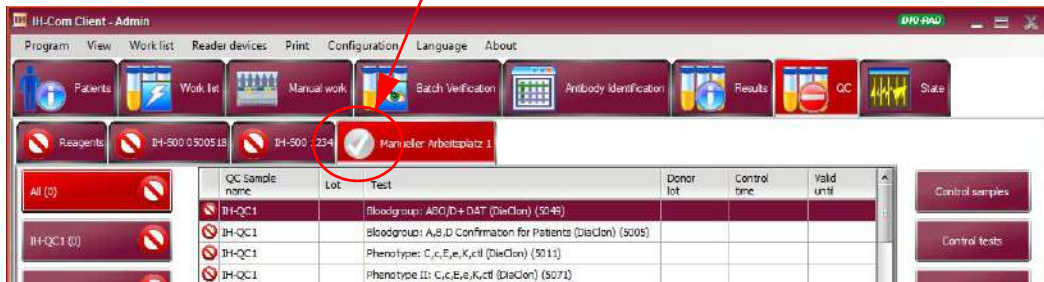 IH-Com Client - Admin
BIO-RAD
Program View Work list Reader devices Print Configuration Language About
Patients Work list Manual work Batch Verification Antibody Identification Results QC State
Reagents IH-500 0500518 IH-500 1234 Manueller Arbeitsplatz 1
All (0)
QC Sample name Lot Test Donor lot Control time Valid until
Control samples
IH-QC1 Bloodgroup: ABO/D+ DAT (DiaClon) (5049)
IH-QC1 (0)
IH-QC1 Bloodgroup: A,B,D Confirmation for Patients (DiaClon) (5005)
Control tests
IH-QC1 Phenotype: C,c,E,e,K,ctl (DiaClon) (5011)
IH-QC1 Phenotype II: C,c,E,e,K,ctl (DiaClon) (5071)